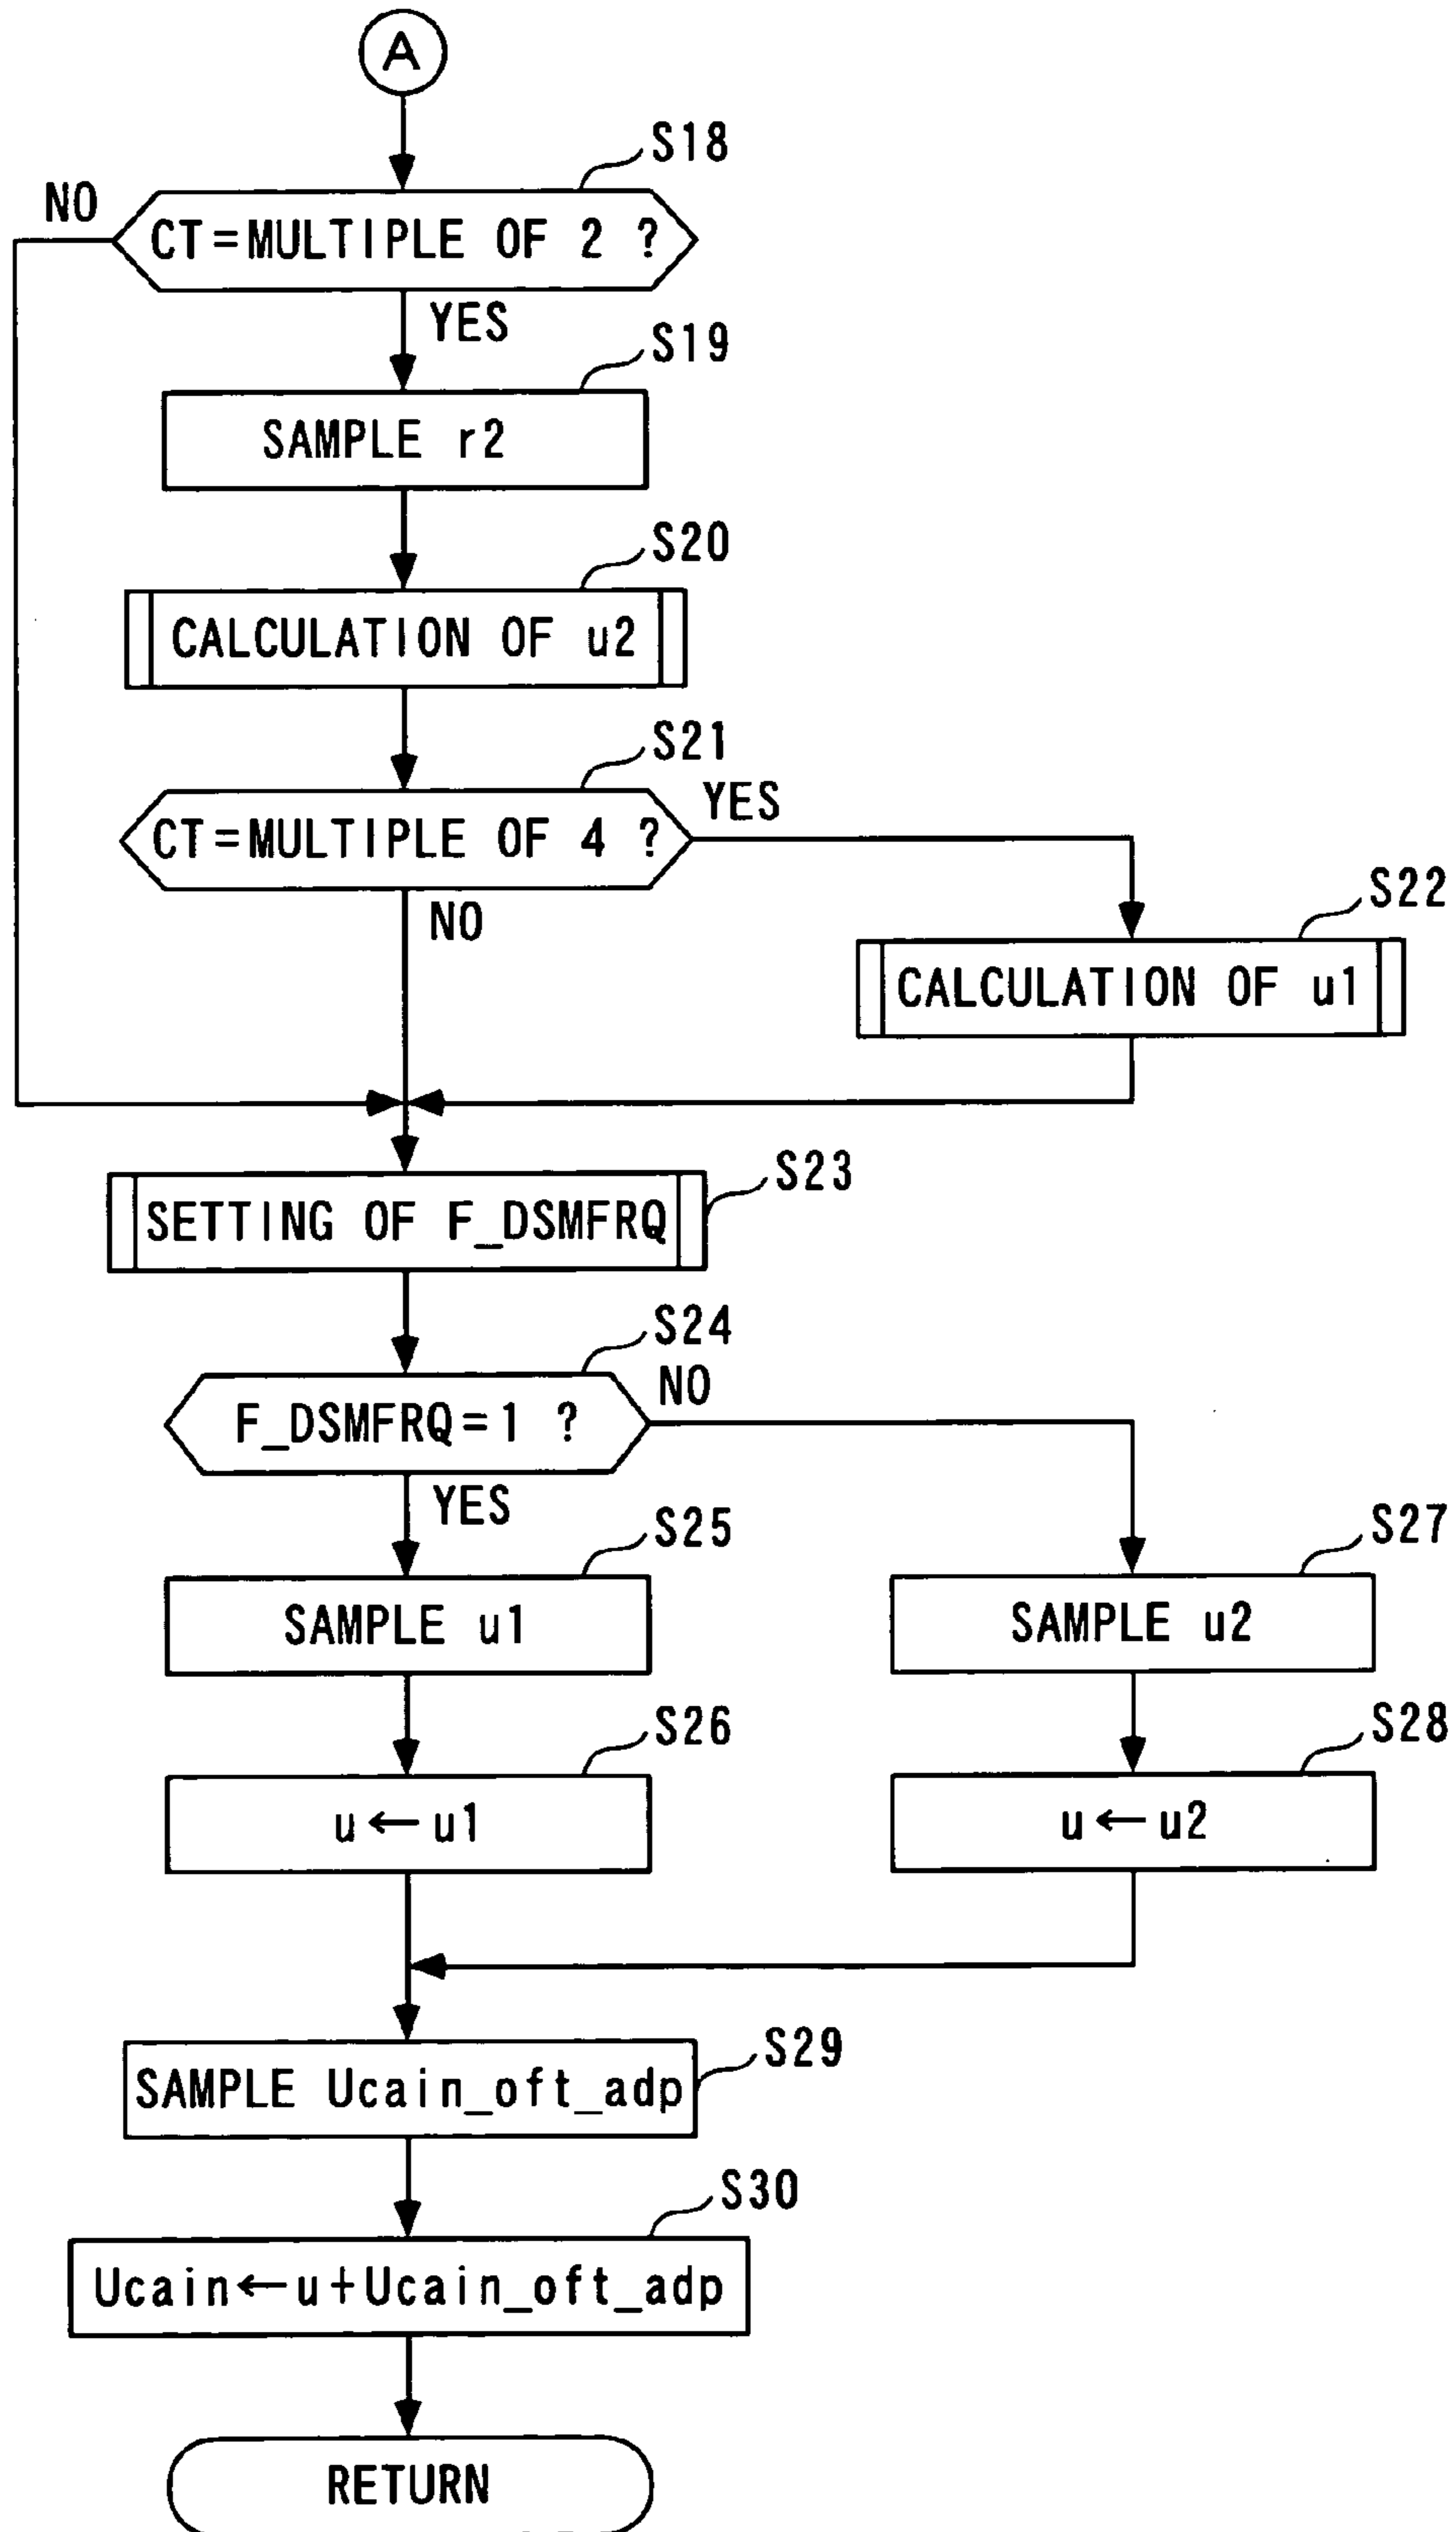 A
S18
NO
CT=MULTIPLE OF 2 ?
YES
S19
SAMPLE r2
S20
CALCULATION OF u2
S21
CT=MULTIPLE OF 4 ?
YES
NO
S22
CALCULATION OF u1
S23
SETTING OF F_DSMFRQ
S24
F_DSMFRQ=1 ?
NO
YES
S25
SAMPLE u1
S27
SAMPLE u2
S26
u←u1
S28
u←u2
S29
SAMPLE Ucain_oft_adp
S30
Ucain←u+Ucain_oft_adp
RETURN